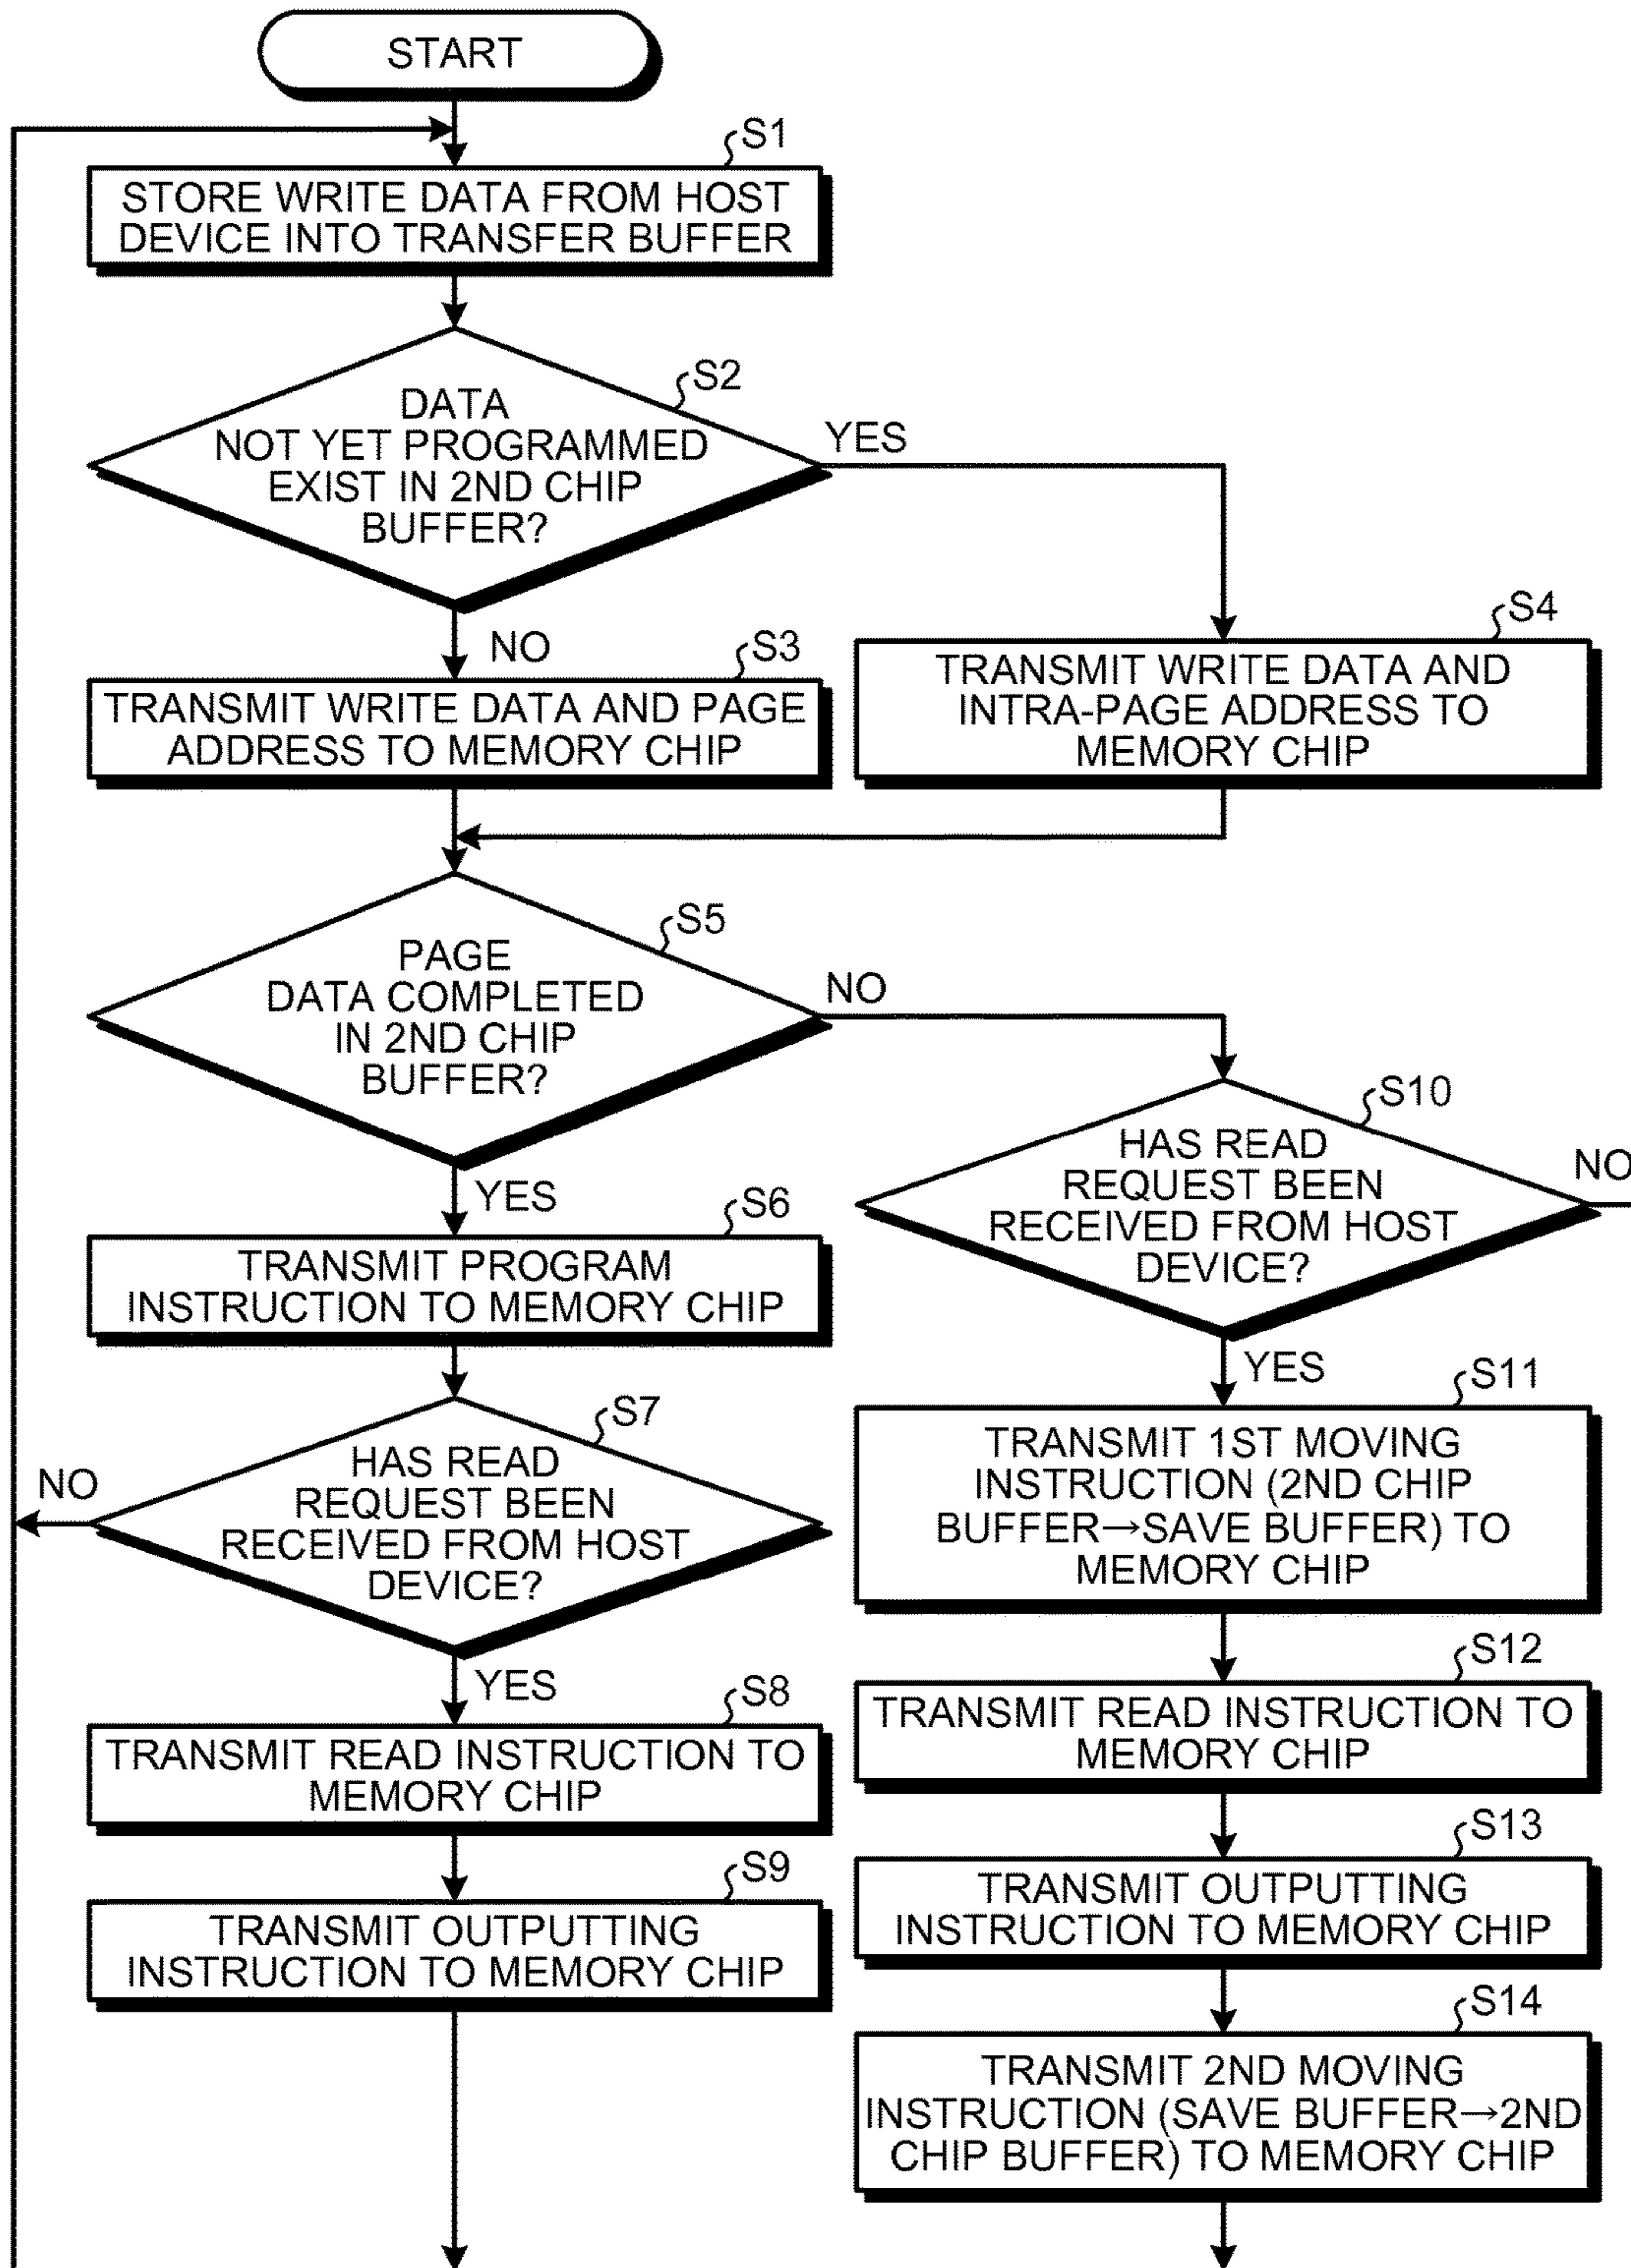 START
S1
STORE WRITE DATA FROM HOST
DEVICE INTO TRANSFER BUFFER
S2
DATA
NOT YET PROGRAMMED
EXIST IN 2ND CHIP
BUFFER?
YES
NO
S3
TRANSMIT WRITE DATA AND PAGE
ADDRESS TO MEMORY CHIP
S4
TRANSMIT WRITE DATA AND
INTRA-PAGE ADDRESS TO
MEMORY CHIP
S5
PAGE
DATA COMPLETED
IN 2ND CHIP
BUFFER?
NO
YES
S6
TRANSMIT PROGRAM
INSTRUCTION TO MEMORY CHIP
S7
HAS READ
REQUEST BEEN
RECEIVED FROM HOST
DEVICE?
NO
YES
S8
TRANSMIT READ INSTRUCTION TO
MEMORY CHIP
S9
TRANSMIT OUTPUTTING
INSTRUCTION TO MEMORY CHIP
S10
HAS READ
REQUEST BEEN
RECEIVED FROM HOST
DEVICE?
NO
YES
S11
TRANSMIT 1ST MOVING
INSTRUCTION (2ND CHIP
BUFFER→SAVE BUFFER) TO
MEMORY CHIP
S12
TRANSMIT READ INSTRUCTION TO
MEMORY CHIP
S13
TRANSMIT OUTPUTTING
INSTRUCTION TO MEMORY CHIP
S14
TRANSMIT 2ND MOVING
INSTRUCTION (SAVE BUFFER→2ND
CHIP BUFFER) TO MEMORY CHIP